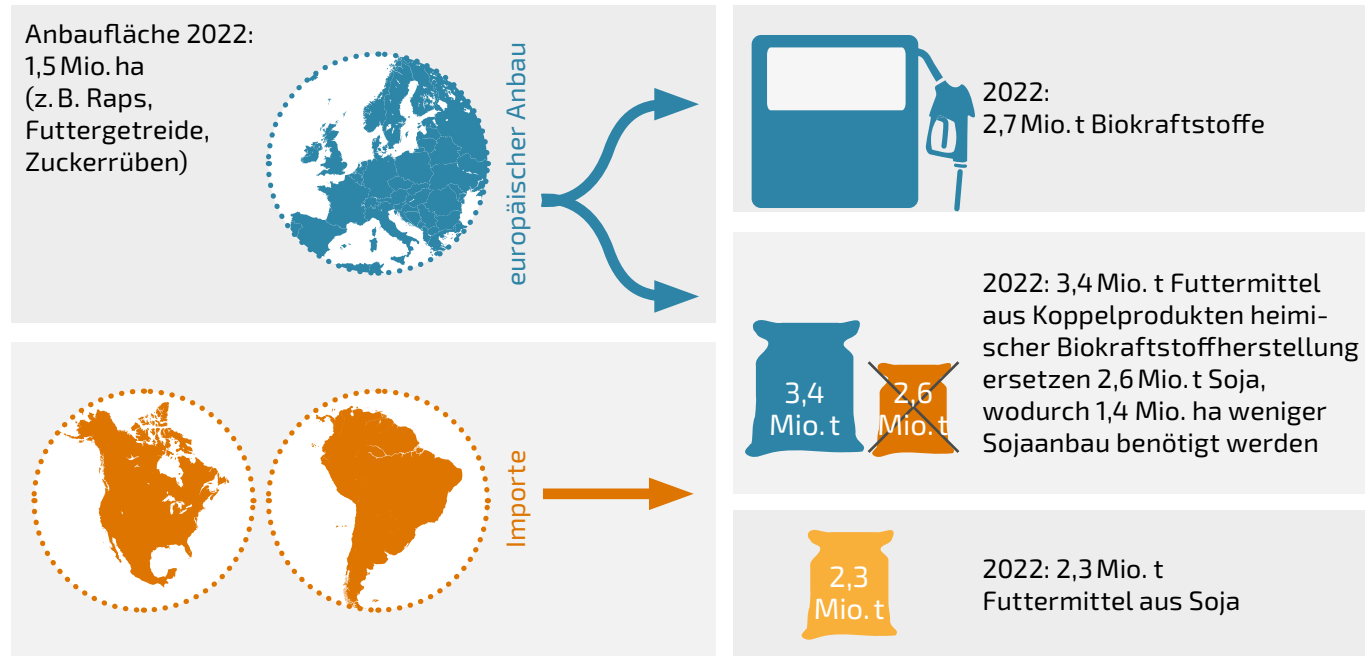 Anbaufläche 2022:
1,5 Mio. ha
(z. B. Raps,
Futtergetreide,
Zuckerrüben)
europäischer Anbau
2022:
2,7 Mio. t Biokraftstoffe
3,4
Mio. t
2,6
Mio. t
2022: 3,4 Mio. t Futtermittel
aus Koppelprodukten heimi-
scher Biokraftstoffherstellung
ersetzen 2,6 Mio. t Soja,
wodurch 1,4 Mio. ha weniger
Sojaanbau benötigt werden
Importe
2,3
Mio. t
2022: 2,3 Mio. t
Futtermittel aus Soja